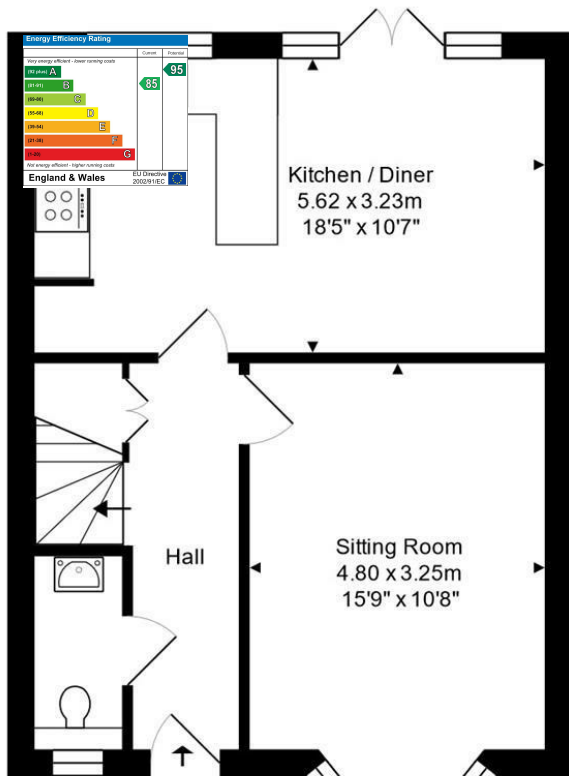 Energy Efficiency Rating
Current Potential
Very energy efficient - lower running costs
(92 plus) A
(81-91) B
(69-80) C
(55-68) D
(39-54) E
(21-38) F
(1-20) G
85
95
Not energy efficient - higher running costs
England & Wales
EU Directive
2002/91/EC
Kitchen / Diner
5.62 x 3.23m
18'5" x 10'7"
Hall
Sitting Room
4.80 x 3.25m
15'9" x 10'8"